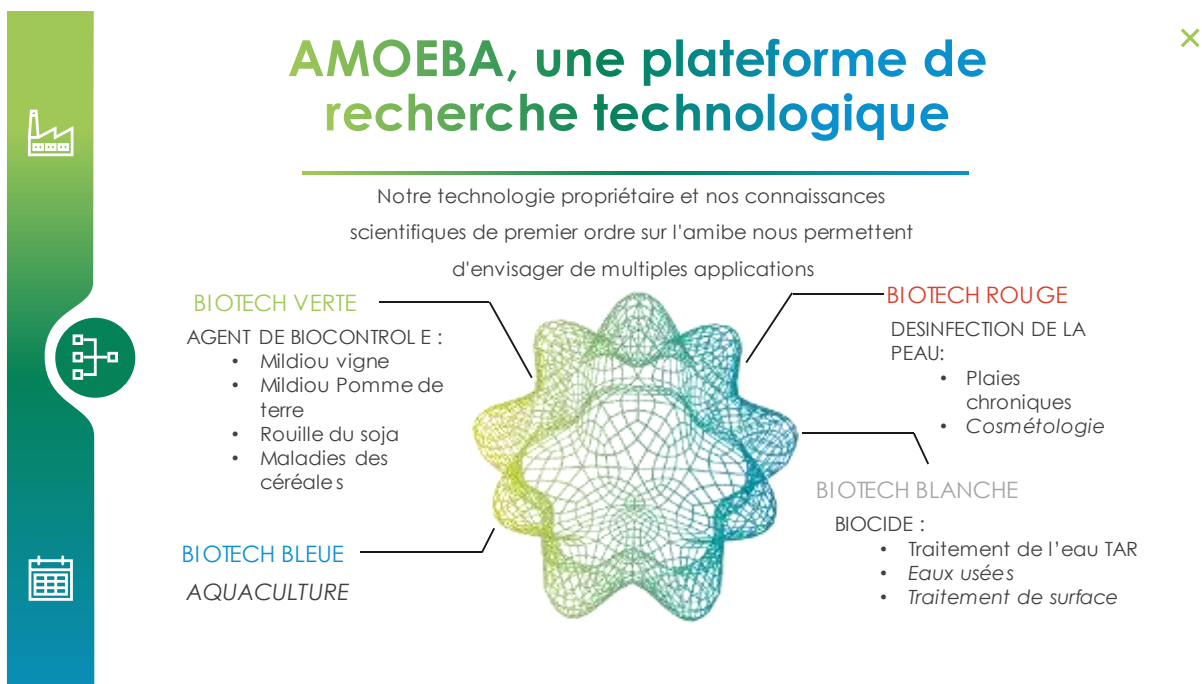 AMOEBA, une plateforme de
recherche technologique
Notre technologie propriétaire et nos connaissances
scientifiques de premier ordre sur l'amibe nous permettent
d'envisager de multiples applications
BIOTECH VERTE
AGENT DE BIOCONTROLE :
• Mildiou vigne
• Mildiou Pomme de
terre
• Rouille du soja
• Maladies des
céréales
BIOTECH BLEUE
AQUACULTURE
BIOTECH ROUGE
DESINFECTION DE LA
PEAU:
• Plaies
chroniques
• Cosmétologie
BIOTECH BLANCHE
BIOCIDE :
• Traitement de l’eau TAR
• Eaux usées
• Traitement de surface